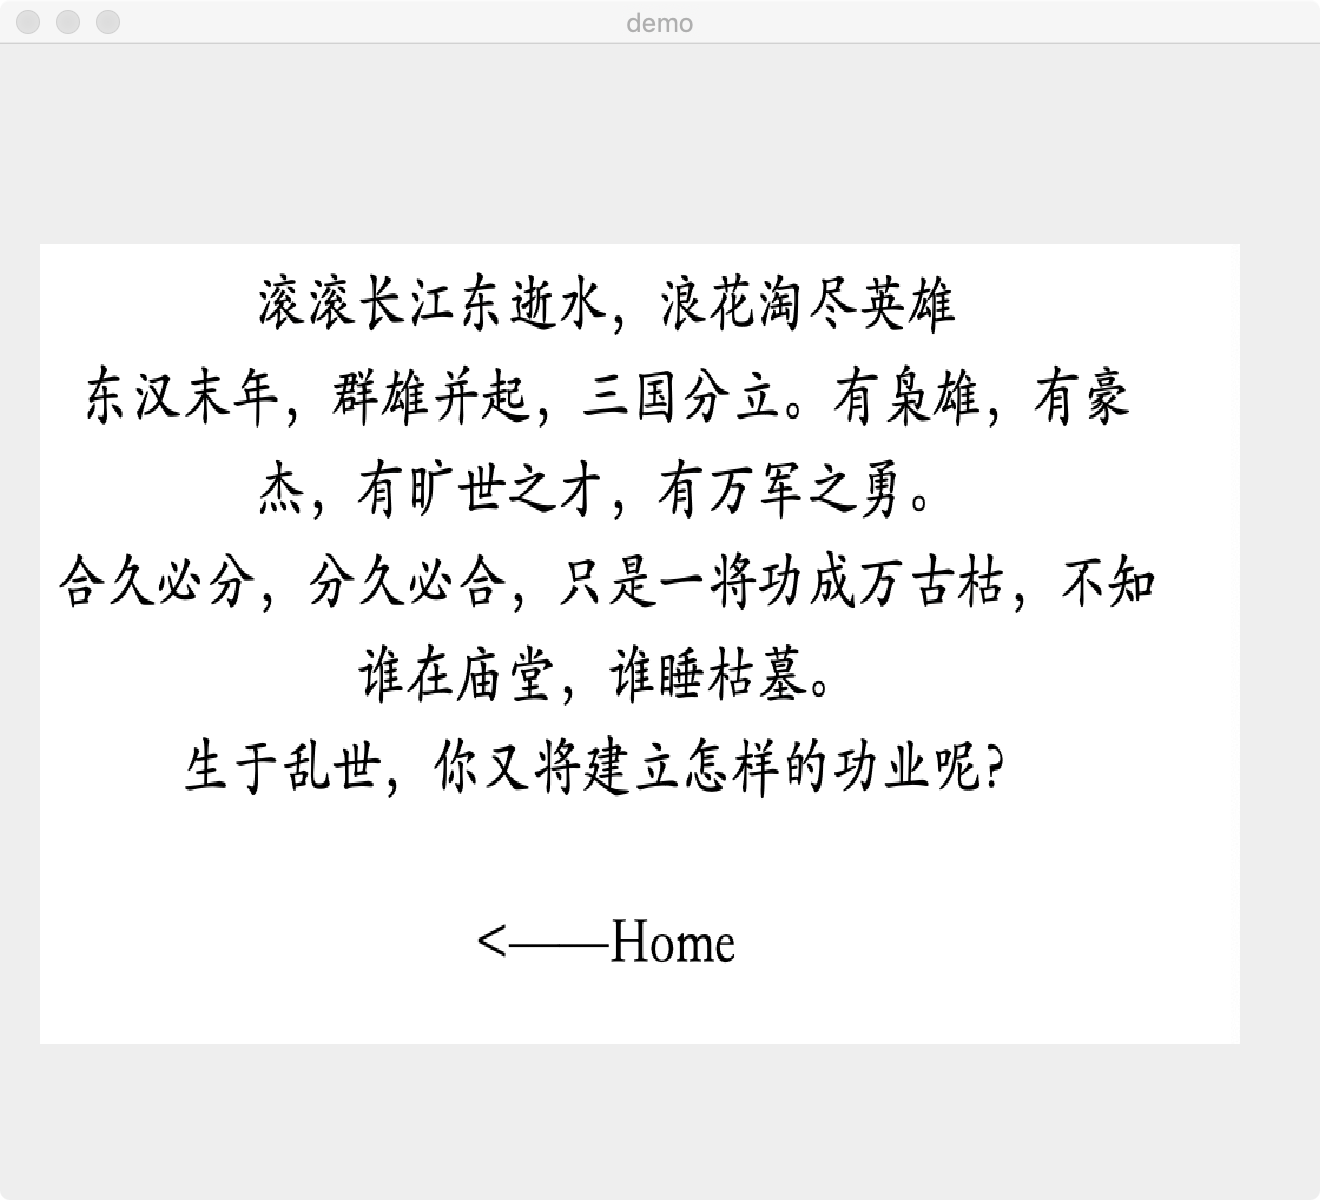 demo
滚滚长江东逝水，浪花淘尽英雄
东汉末年，群雄并起，三国分立。有枭雄，有豪
杰，有旷世之才，有万军之勇。
合久必分，分久必合，只是一将功成万古枯，不知
谁在庙堂，谁睡枯墓。
生于乱世，你又将建立怎样的功业呢?
<——Home